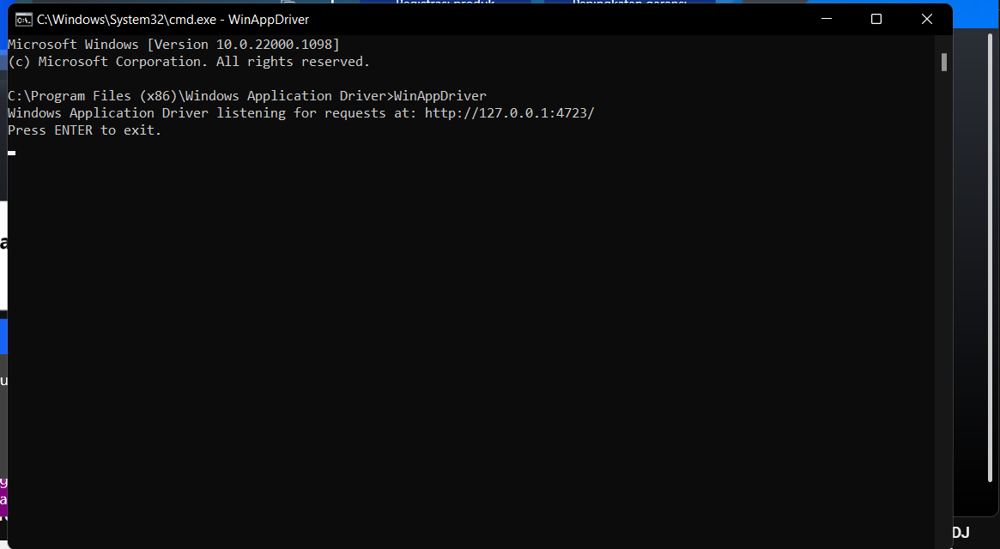 C:\Windows\System32\cmd.exe - WinAppDriver
Microsoft Windows [Version 10.0.22000.1098]
(c) Microsoft Corporation. All rights reserved.
C:\Program Files (x86)\Windows Application Driver>WinAppDriver
Windows Application Driver listening for requests at: http://127.0.0.1:4723/
Press ENTER to exit.
DJ